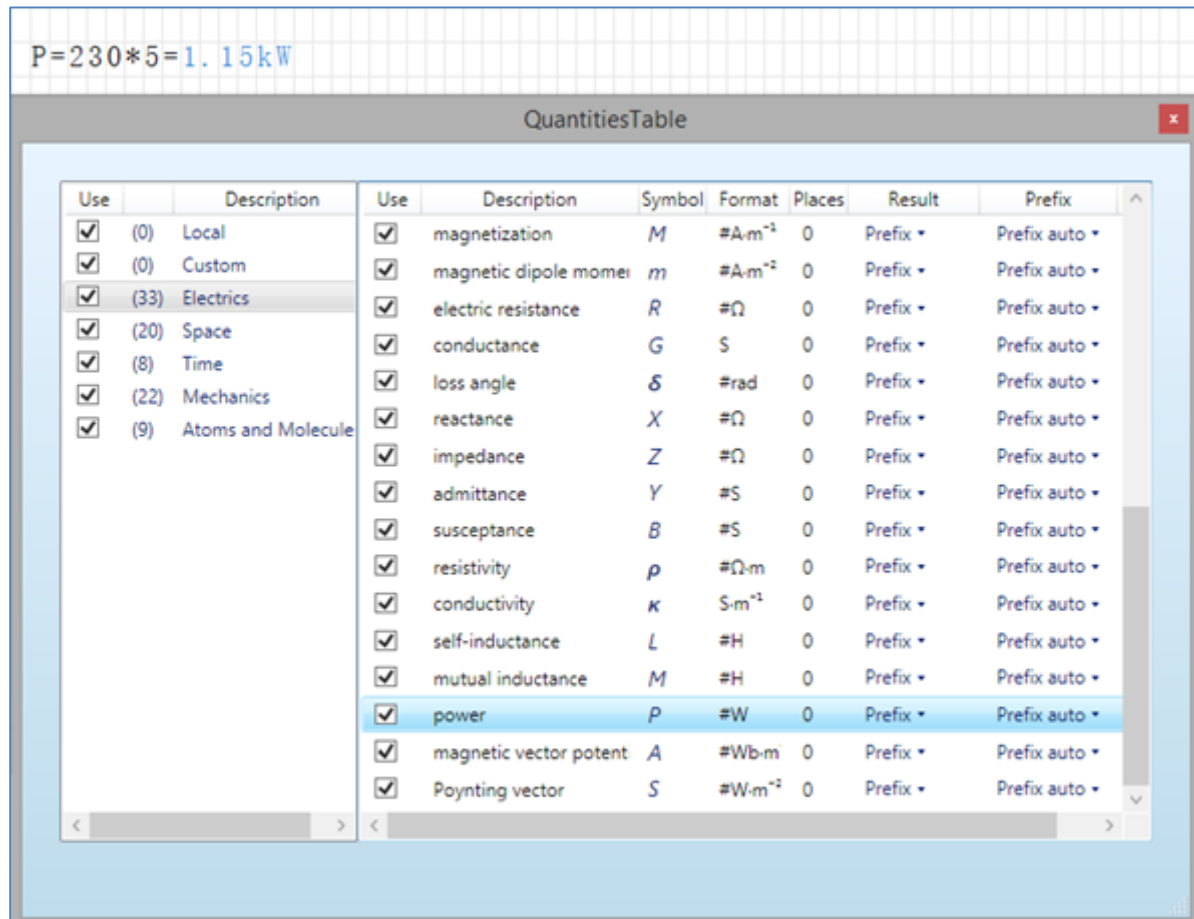 P=230*5=1.15kW
QuantitiesTable
x
Use Description
(0) Local
(0) Custom
(33) Electrics
(20) Space
(8) Time
(22) Mechanics
(9) Atoms and Molecule
Use Description Symbol Format Places Result Prefix
magnetization M #A·m⁻¹ 0 Prefix Prefix auto
magnetic dipole momer m #A·m⁻² 0 Prefix Prefix auto
electric resistance R #Ω 0 Prefix Prefix auto
conductance G S 0 Prefix Prefix auto
loss angle δ #rad 0 Prefix Prefix auto
reactance X #Ω 0 Prefix Prefix auto
impedance Z #Ω 0 Prefix Prefix auto
admittance Y #S 0 Prefix Prefix auto
susceptance B #S 0 Prefix Prefix auto
resistivity ρ #Ω·m 0 Prefix Prefix auto
conductivity κ S·m⁻¹ 0 Prefix Prefix auto
self-inductance L #H 0 Prefix Prefix auto
mutual inductance M #H 0 Prefix Prefix auto
power P #W 0 Prefix Prefix auto
magnetic vector potent A #Wb·m 0 Prefix Prefix auto
Poynting vector S #W·m⁻² 0 Prefix Prefix auto